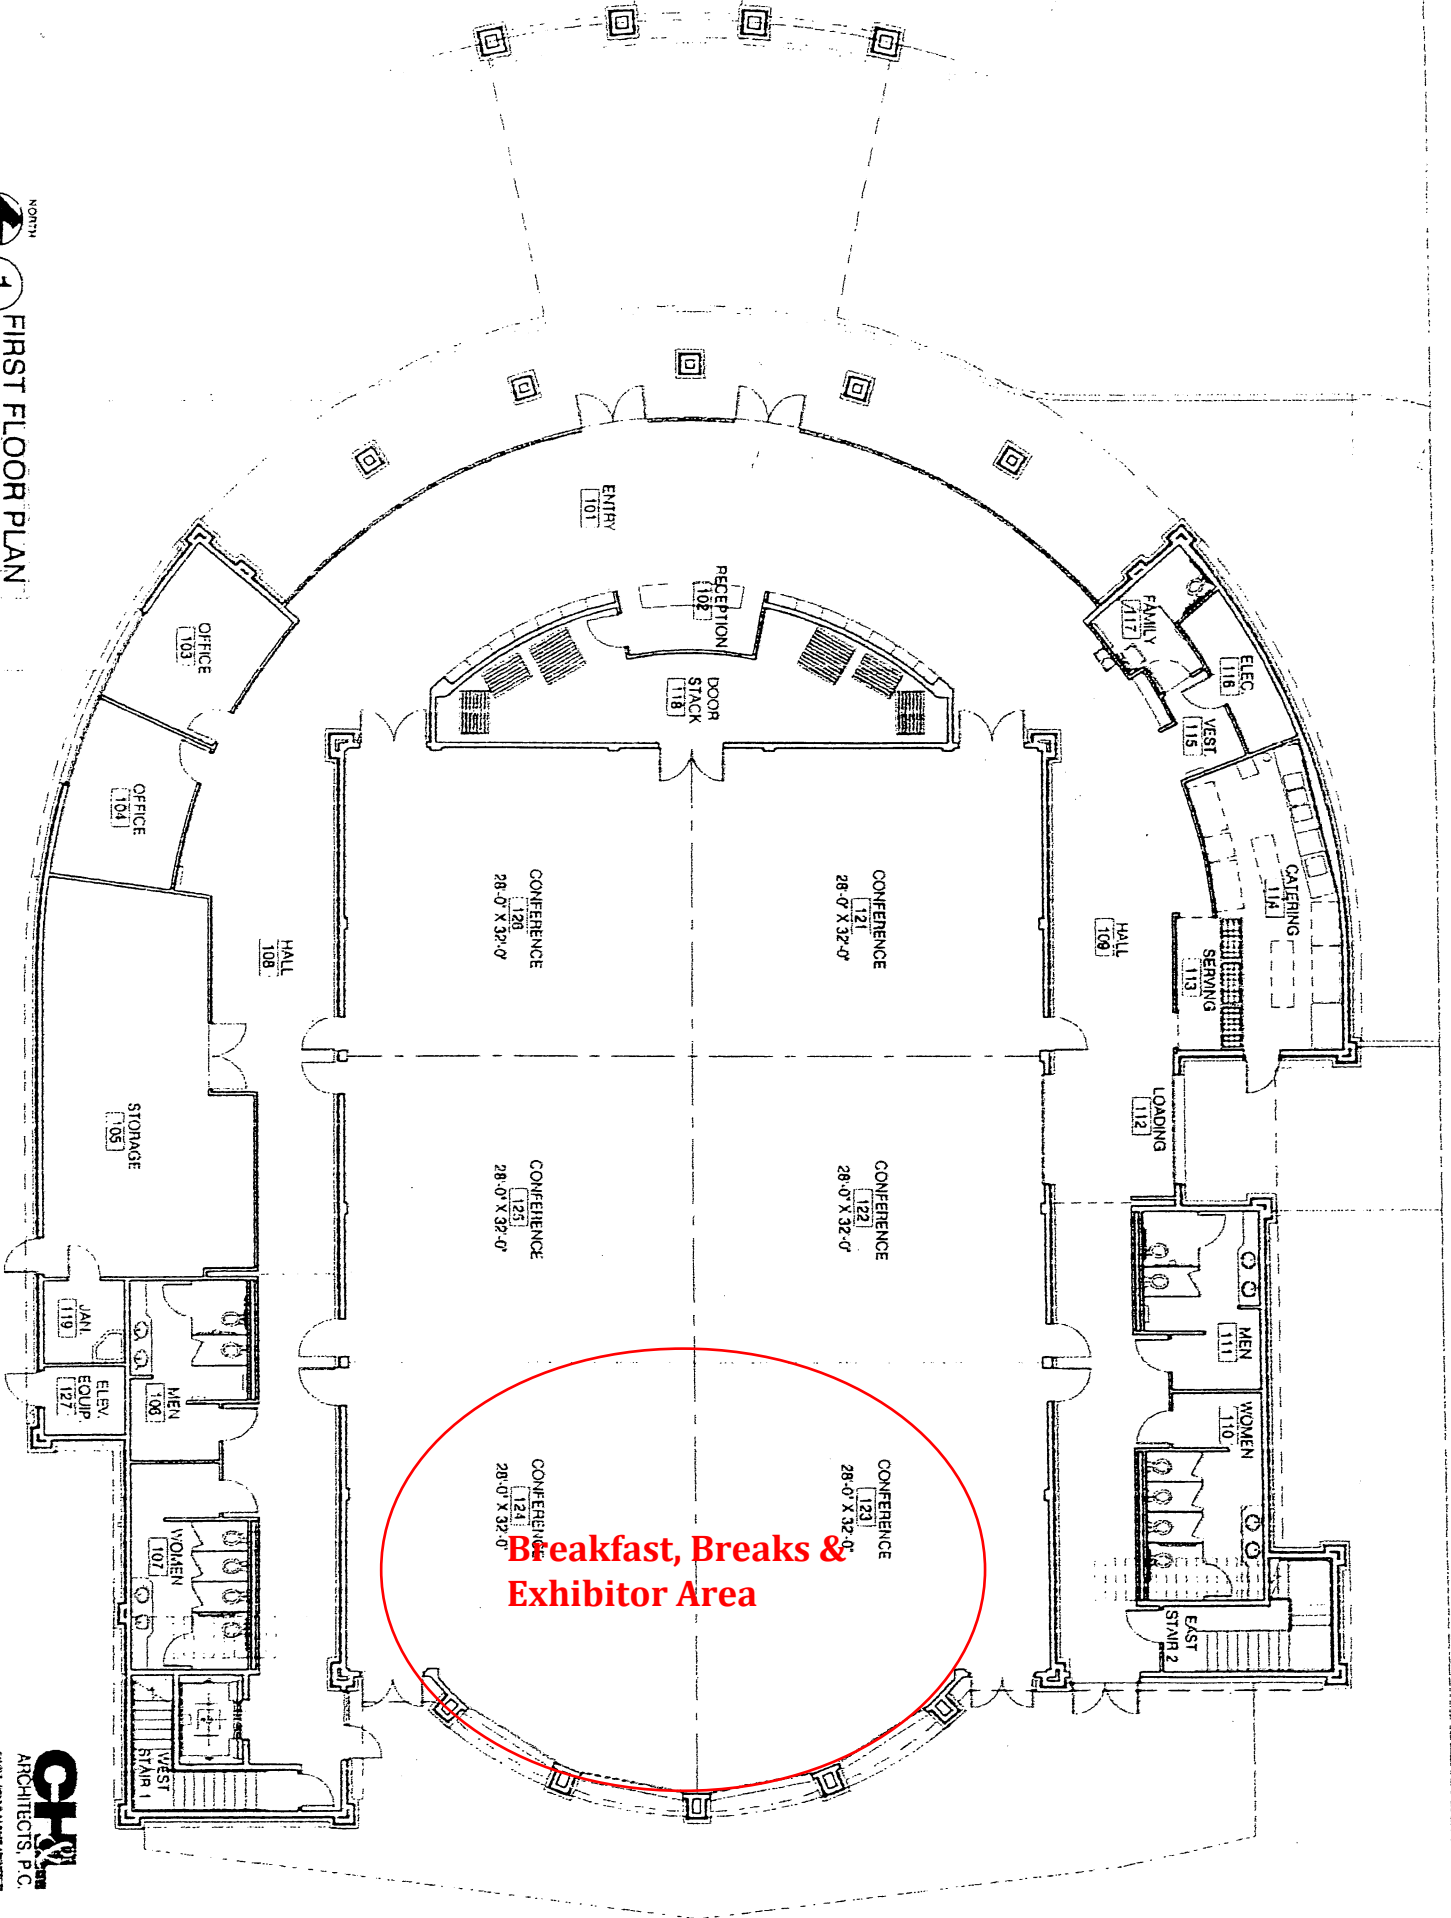 NORTH
1
FIRST FLOOR PLAN
ENTRY
101
RECEPTION
102
OFFICE
103
OFFICE
104
DOOR
STACK
118
FAMILY
117
ELEC.
116
VEST.
115
CATERING
114
SERVING
113
HALL
109
HALL
108
CONFERENCE
126
28'-0" X 32'-0"
CONFERENCE
121
28'-0" X 32'-0"
LOADING
112
STORAGE
105
CONFERENCE
125
28'-0" X 32'-0"
CONFERENCE
122
28'-0" X 32'-0"
JAN.
119
ELEV.
EQUIP
127
MEN
106
MEN
111
WOMEN
110
CONFERENCE
124
28'-0" X 32'-0"
CONFERENCE
123
28'-0" X 32'-0"
Breakfast, Breaks &
Exhibitor Area
WOMEN
107
EAST
STAIR 2
WEST
STAIR 1
ARCHITECTS, P.C.